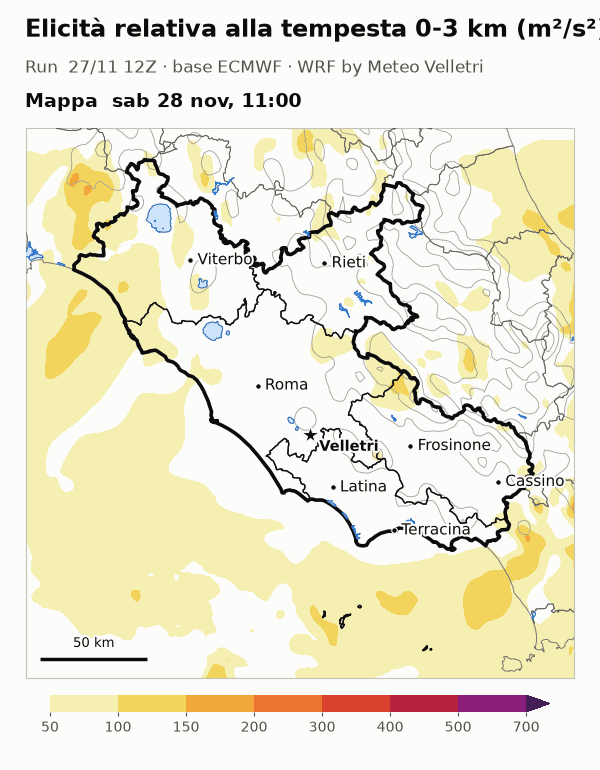 Elicità relativa alla tempesta 0-3 km (m²/s²)
Run 27/11 12Z · base ECMWF · WRF by Meteo Velletri
Mappa sab 28 nov, 11:00
Viterbo
Rieti
Roma
Velletri
Frosinone
Latina
Cassino
Terracina
50 km
50 100 150 200 300 400 500 700